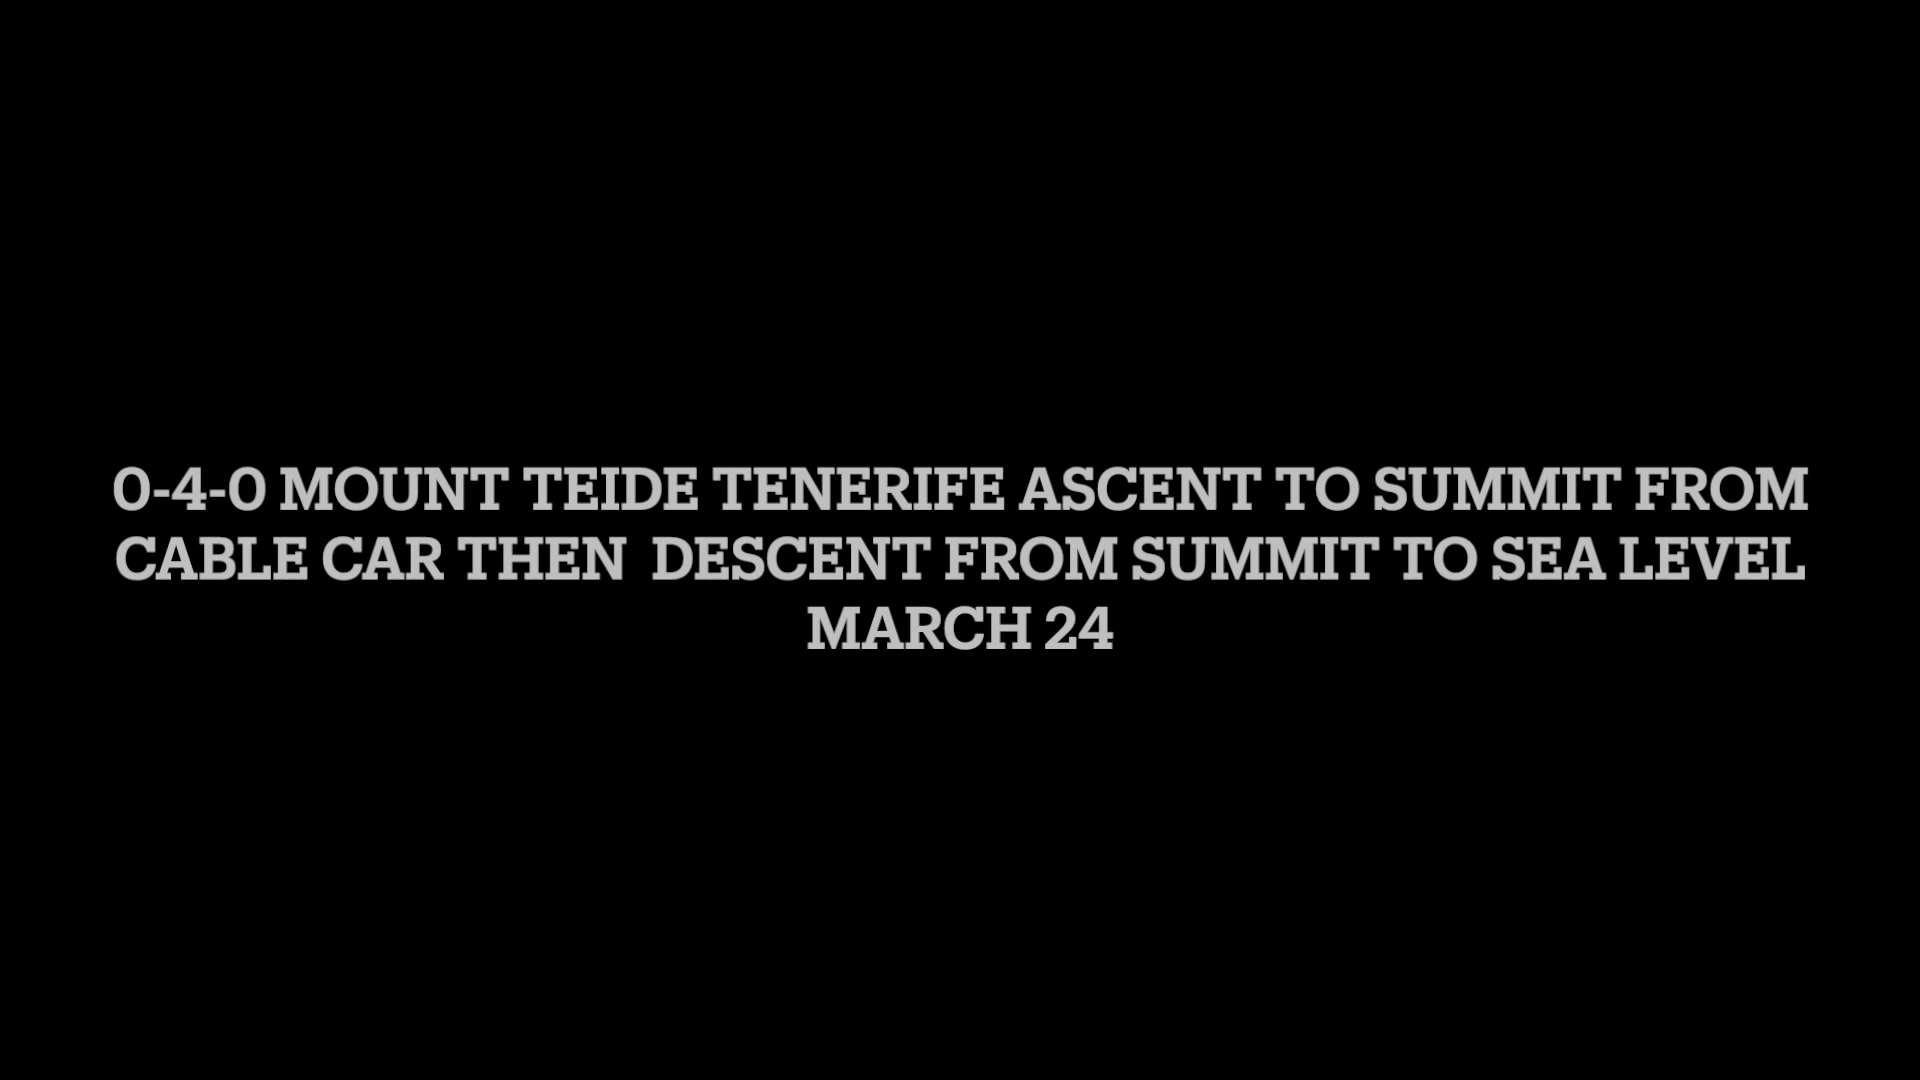 0-4-0 MOUNT TEIDE TENERIFE ASCENT TO SUMMIT FROM
CABLE CAR THEN  DESCENT FROM SUMMIT TO SEA LEVEL
MARCH 24